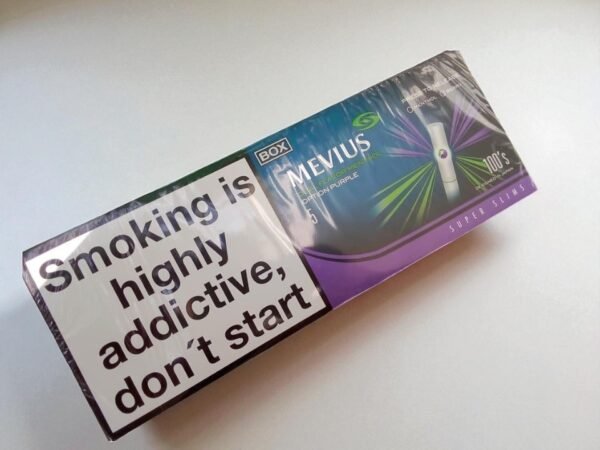 Smoking is
highly
addictive,
don´t start
BOX
MEVIUS
OPTION PURPLE
5
100's
SUPER SLIMS